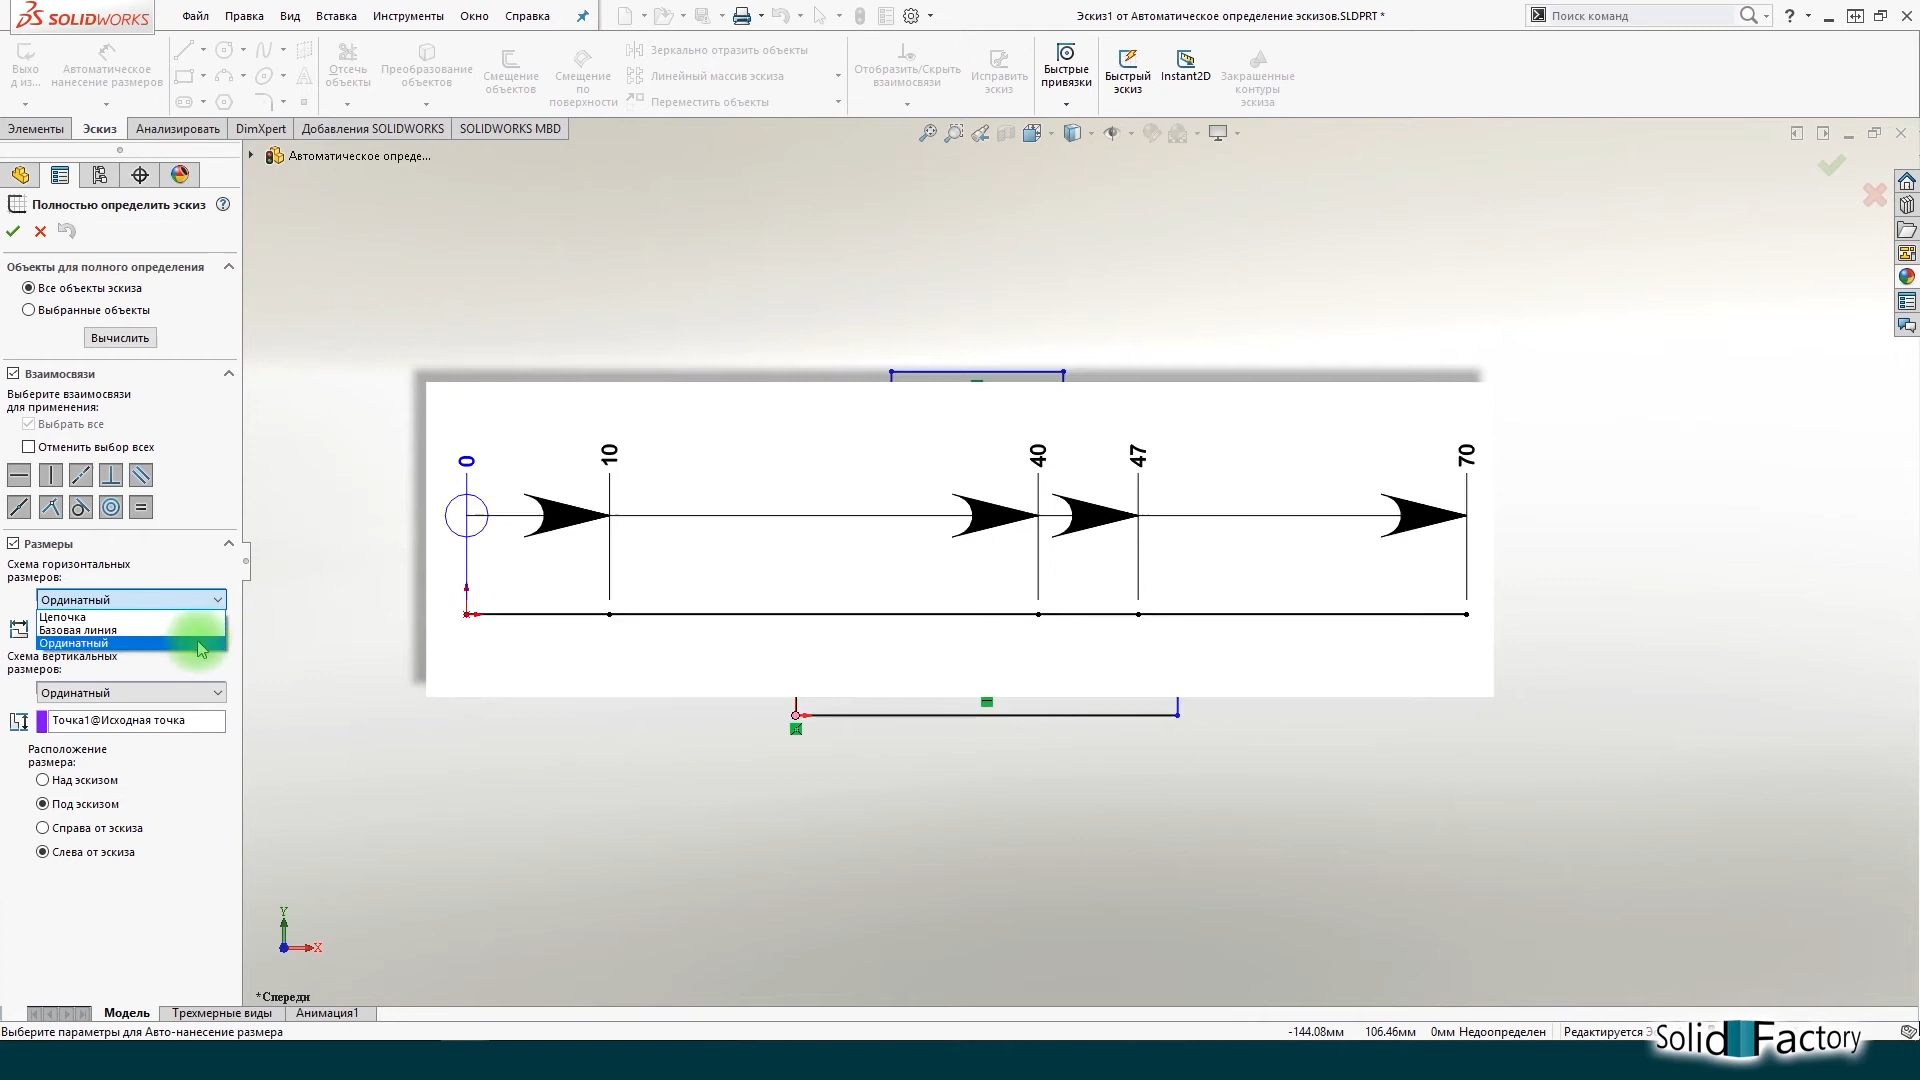 SOLIDWORKS
Файл Правка Вид Вставка Инструменты Окно Справка
Эскиз1 от Автоматическое определение эскизов.SLDPRT *
Поиск команд
Выхо
д из...
Автоматическое
нанесение размеров
Отсечь
объекты
Преобразование
объектов
Смещение
объектов
Смещение
по
поверхности
Зеркально отразить объекты
Линейный массив эскиза
Переместить объекты
Отобразить/Скрыть
взаимосвязи
Исправить
эскиз
Быстрые
привязки
Быстрый
эскиз
Instant2D
Закрашенные
контуры
эскиза
Элементы Эскиз Анализировать DimXpert Добавления SOLIDWORKS SOLIDWORKS MBD
Автоматическое опреде...
Полностью определить эскиз
Объекты для полного определения
Все объекты эскиза
Выбранные объекты
Вычислить
Взаимосвязи
Выберите взаимосвязи
для применения:
Выбрать все
Отменить выбор всех
Размеры
Схема горизонтальных
размеров:
Ординатный
Цепочка
Базовая линия
Ординатный
Схема вертикальных
размеров:
Ординатный
Точка1@Исходная точка
Расположение
размера:
Над эскизом
Под эскизом
Справа от эскиза
Слева от эскиза
0 10 40 47 70
Y
X
*Спереди
Модель Трехмерные виды Анимация1
Выберите параметры для Авто-нанесение размера
-144.08мм 106.46мм 0мм Недоопределен Редактируется Э
Solid Factory